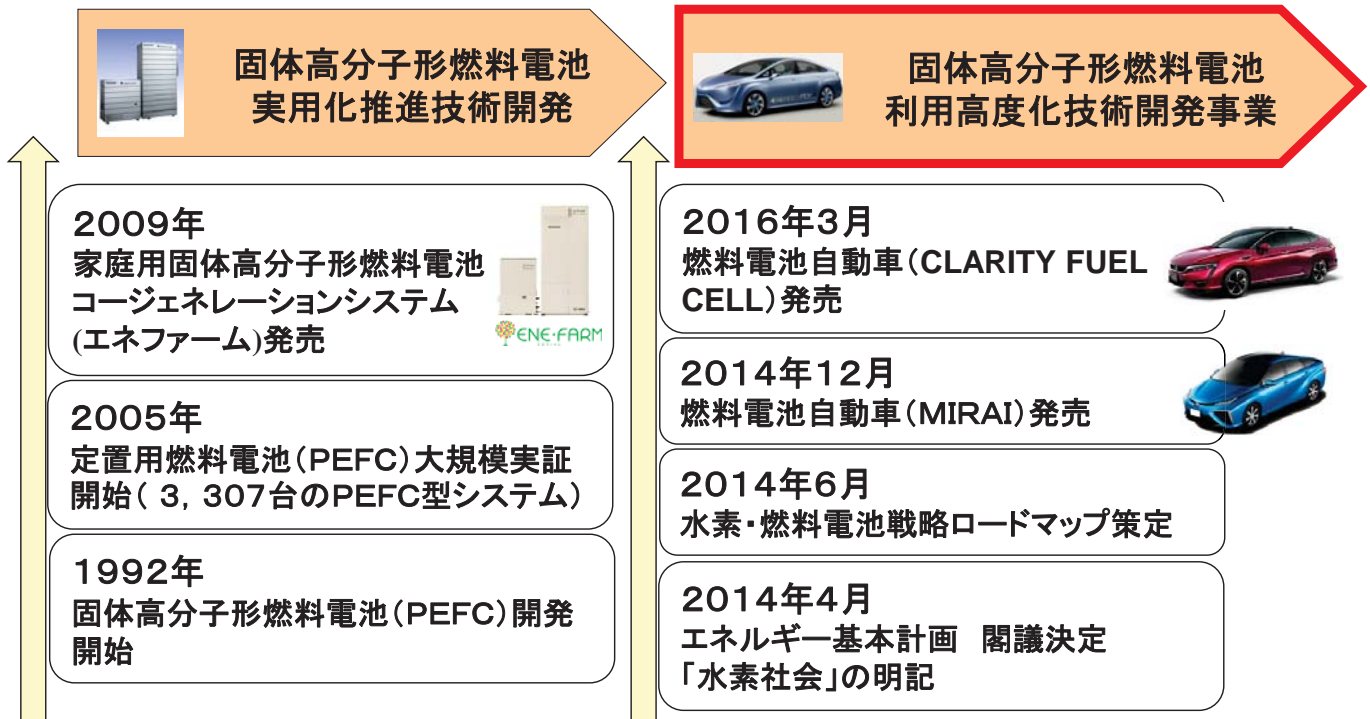 固体高分子形燃料電池
実用化推進技術開発
固体高分子形燃料電池
利用高度化技術開発事業
2009年
家庭用固体高分子形燃料電池
コージェネレーションシステム
(エネファーム)発売
ENE・FARM
2005年
定置用燃料電池(PEFC)大規模実証
開始( 3,307台のPEFC型システム)
1992年
固体高分子形燃料電池(PEFC)開発
開始
2016年3月
燃料電池自動車(CLARITY FUEL
CELL)発売
2014年12月
燃料電池自動車(MIRAI)発売
2014年6月
水素・燃料電池戦略ロードマップ策定
2014年4月
エネルギー基本計画 閣議決定
「水素社会」の明記